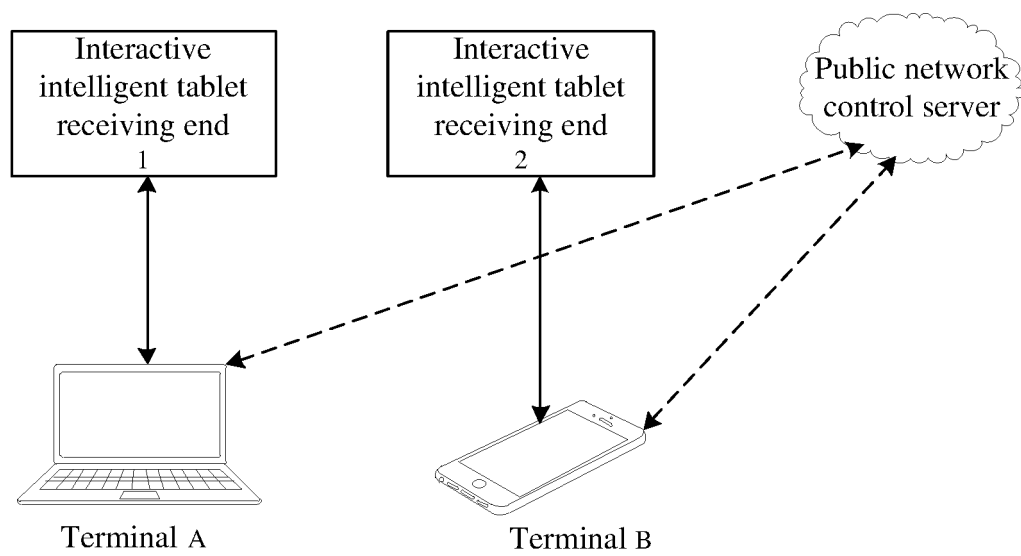 Interactive
intelligent tablet
receiving end
1
Interactive
intelligent tablet
receiving end
2
Public network
control server
Terminal A
Terminal B